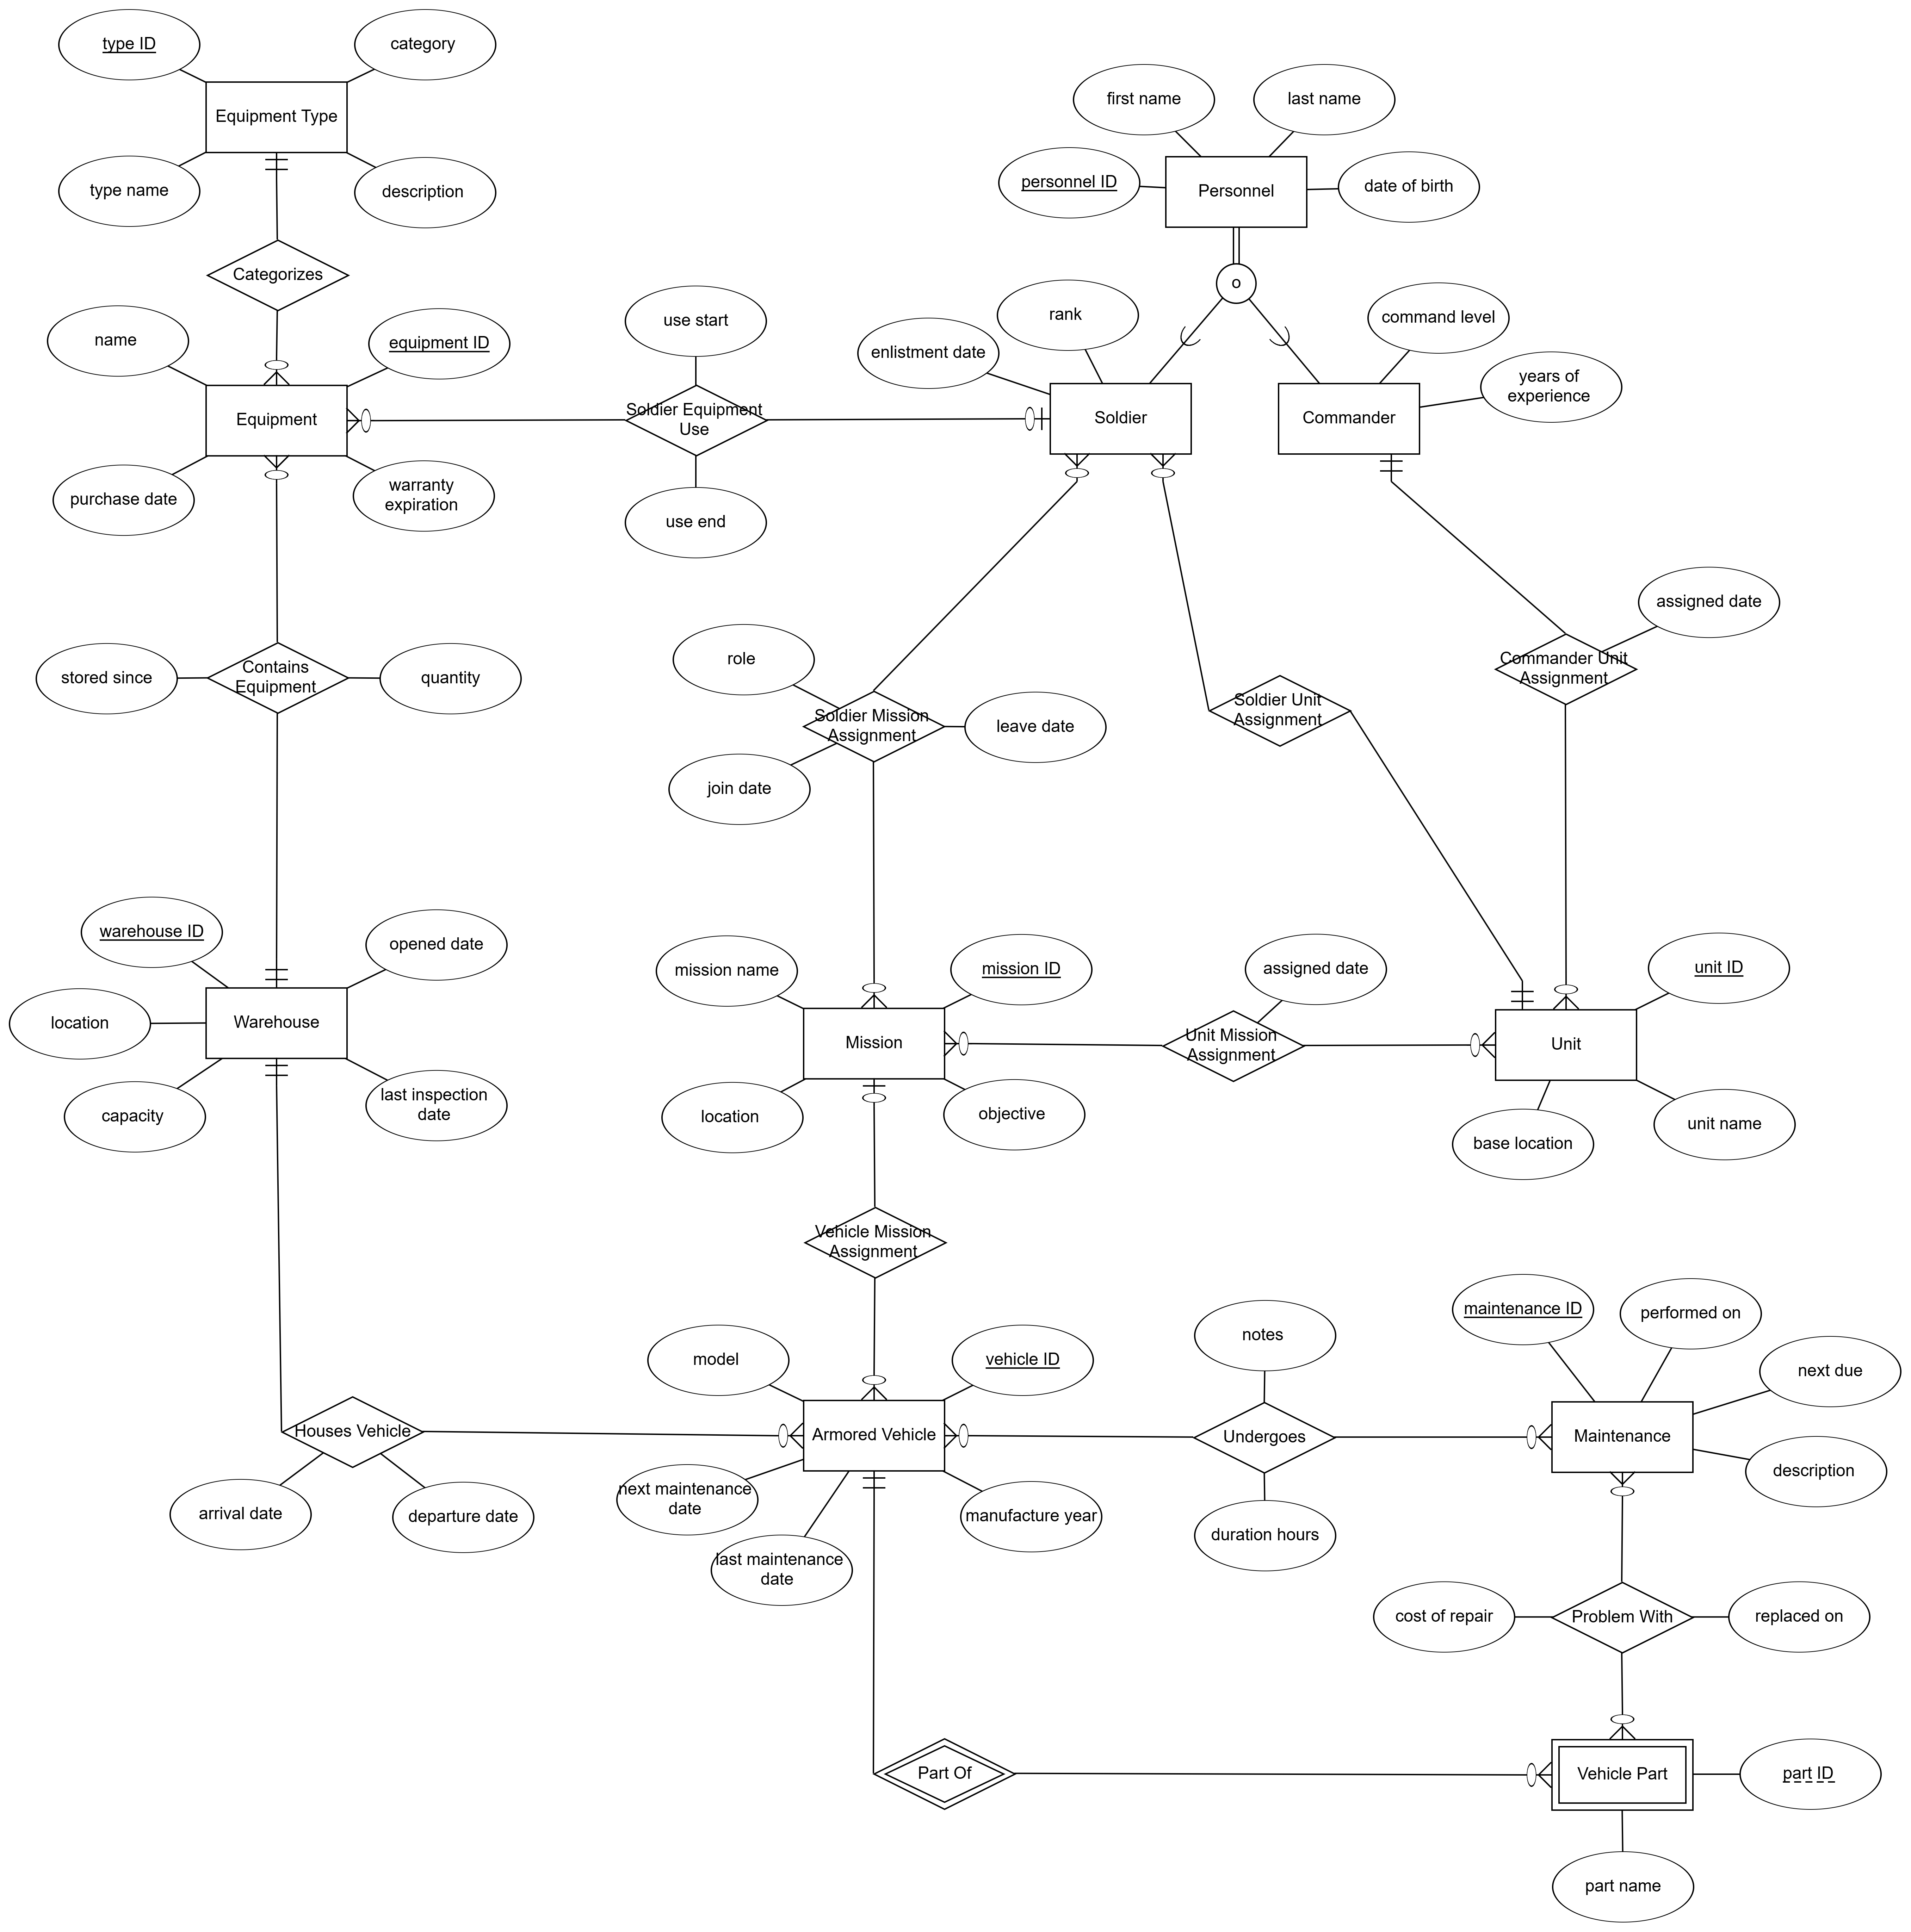 type ID
category
Equipment Type
type name
description
Categorizes
first name
last name
personnel ID
Personnel
date of birth
o
name
equipment ID
Equipment
purchase date
warranty
expiration
use start
Soldier Equipment
Use
use end
enlistment date
rank
Soldier
command level
years of
experience
Commander
stored since
Contains
Equipment
quantity
role
Soldier Mission
Assignment
leave date
join date
Soldier Unit
Assignment
assigned date
Commander Unit
Assignment
warehouse ID
opened date
location
Warehouse
capacity
last inspection
date
mission name
mission ID
Mission
location
objective
assigned date
Unit Mission
Assignment
unit ID
Unit
base location
unit name
Vehicle Mission
Assignment
Houses Vehicle
arrival date
departure date
model
vehicle ID
Armored Vehicle
next maintenance
date
last maintenance
date
manufacture year
notes
Undergoes
duration hours
maintenance ID
performed on
next due
Maintenance
description
cost of repair
Problem With
replaced on
Part Of
Vehicle Part
part ID
part name